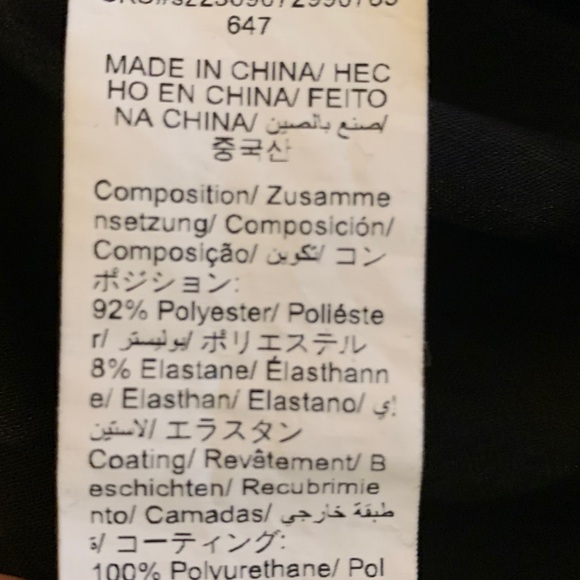 647
MADE IN CHINA/ HEC
HO EN CHINA/ FEITO
NA CHINA/ صنع بالصين/
중국산
Composition/ Zusamme
nsetzung/ Composición/
Composição/ تكوين/ コン
ポジション:
92% Polyester/ Poliéste
r/ بوليستر/ ポリエステル
8% Elastane/ Élasthann
e/ Elasthan/ Elastano/ إي
لاستين/ エラスタン
Coating/ Revêtement/ B
eschichten/ Recubrimie
nto/ Camadas/ طبقة خارجي
ة/ コーティング:
100% Polyurethane/ Pol